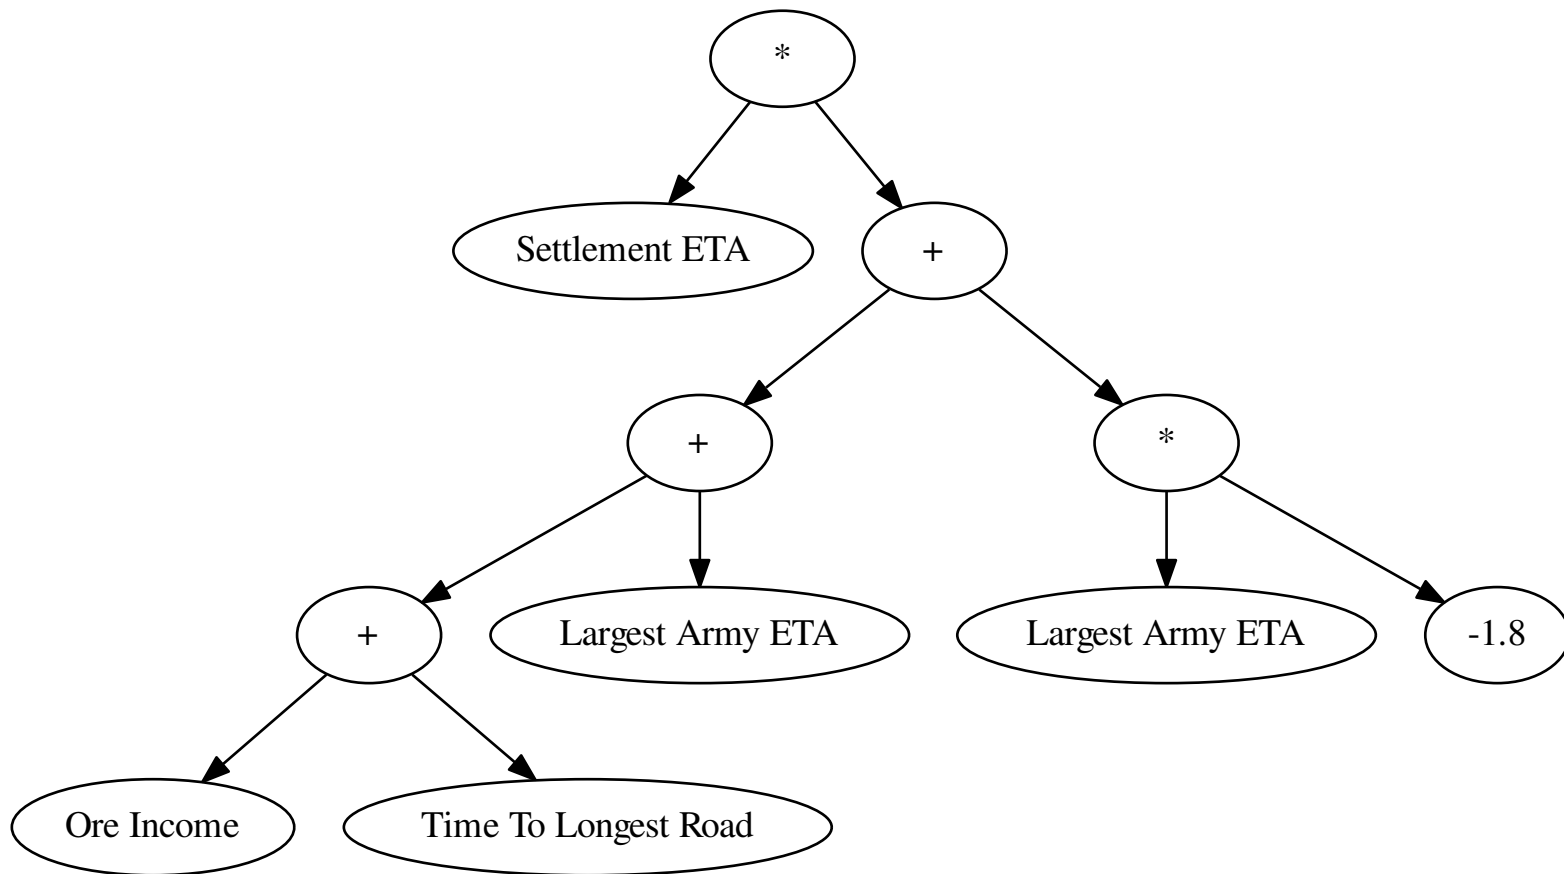 *
Settlement ETA
+
+
*
+
Largest Army ETA
Largest Army ETA
-1.8
Ore Income
Time To Longest Road